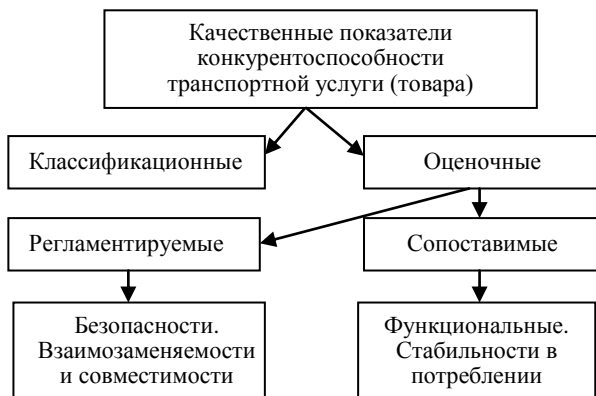 Качественные показатели
конкурентоспособности
транспортной услуги (товара)
Классификационные
Оценочные
Регламентируемые
Сопоставимые
Безопасности.
Взаимозаменяемости
и совместимости
Функциональные.
Стабильности в
потреблении